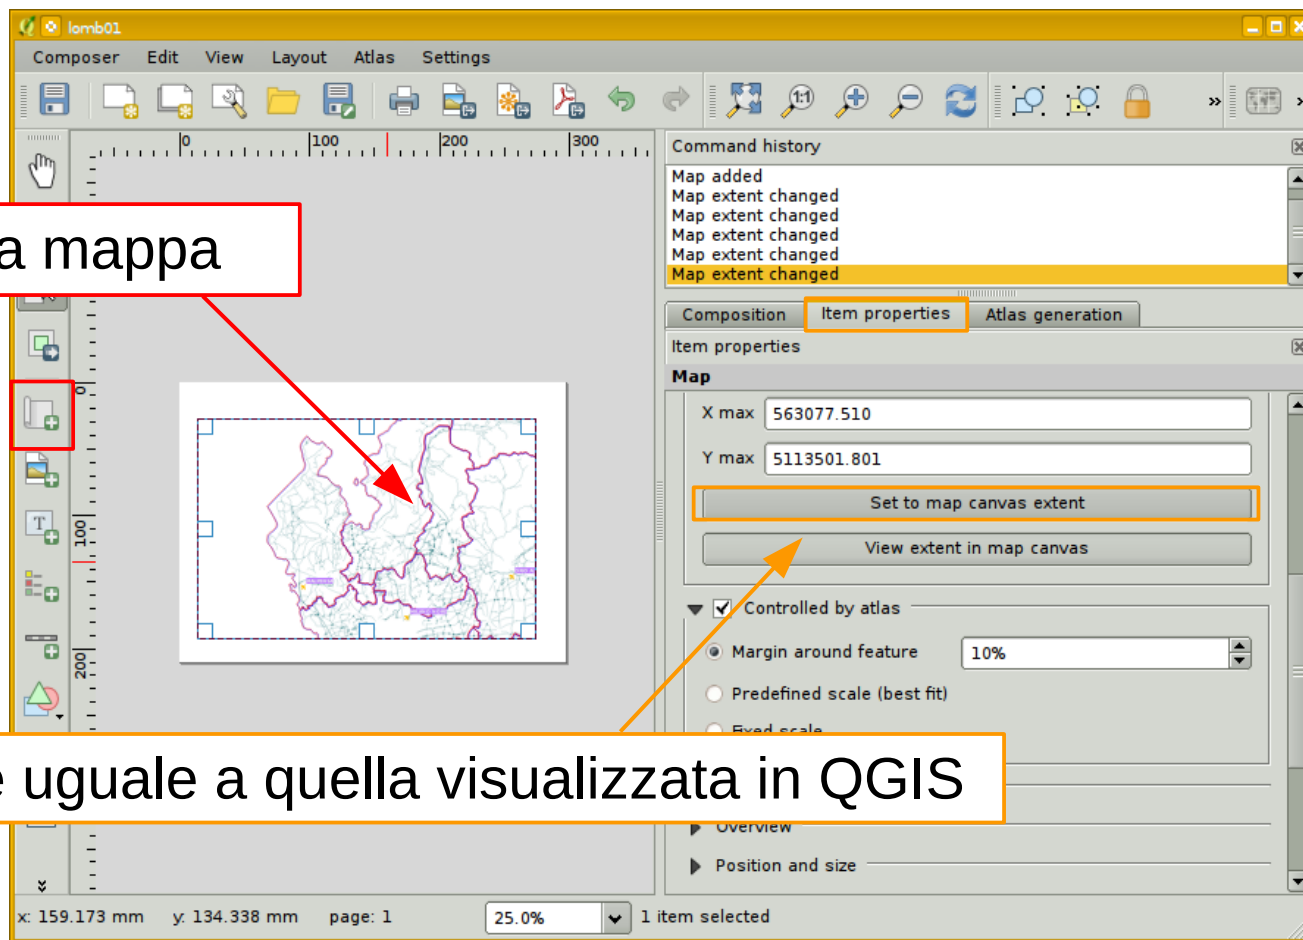 lomb01
Composer Edit View Layout Atlas Settings
1:1
»
0 100 200 300
Command history
Map added
Map extent changed
Map extent changed
Map extent changed
Map extent changed
Map extent changed
a mappa
Composition Item properties Atlas generation
Item properties
Map
X max 563077.510
Y max 5113501.801
Set to map canvas extent
View extent in map canvas
Controlled by atlas
Margin around feature 10%
Predefined scale (best fit)
Fixed scale
0
100
200
T
e uguale a quella visualizzata in QGIS
Overview
Position and size
x: 159.173 mm y: 134.338 mm page: 1 25.0% 1 item selected